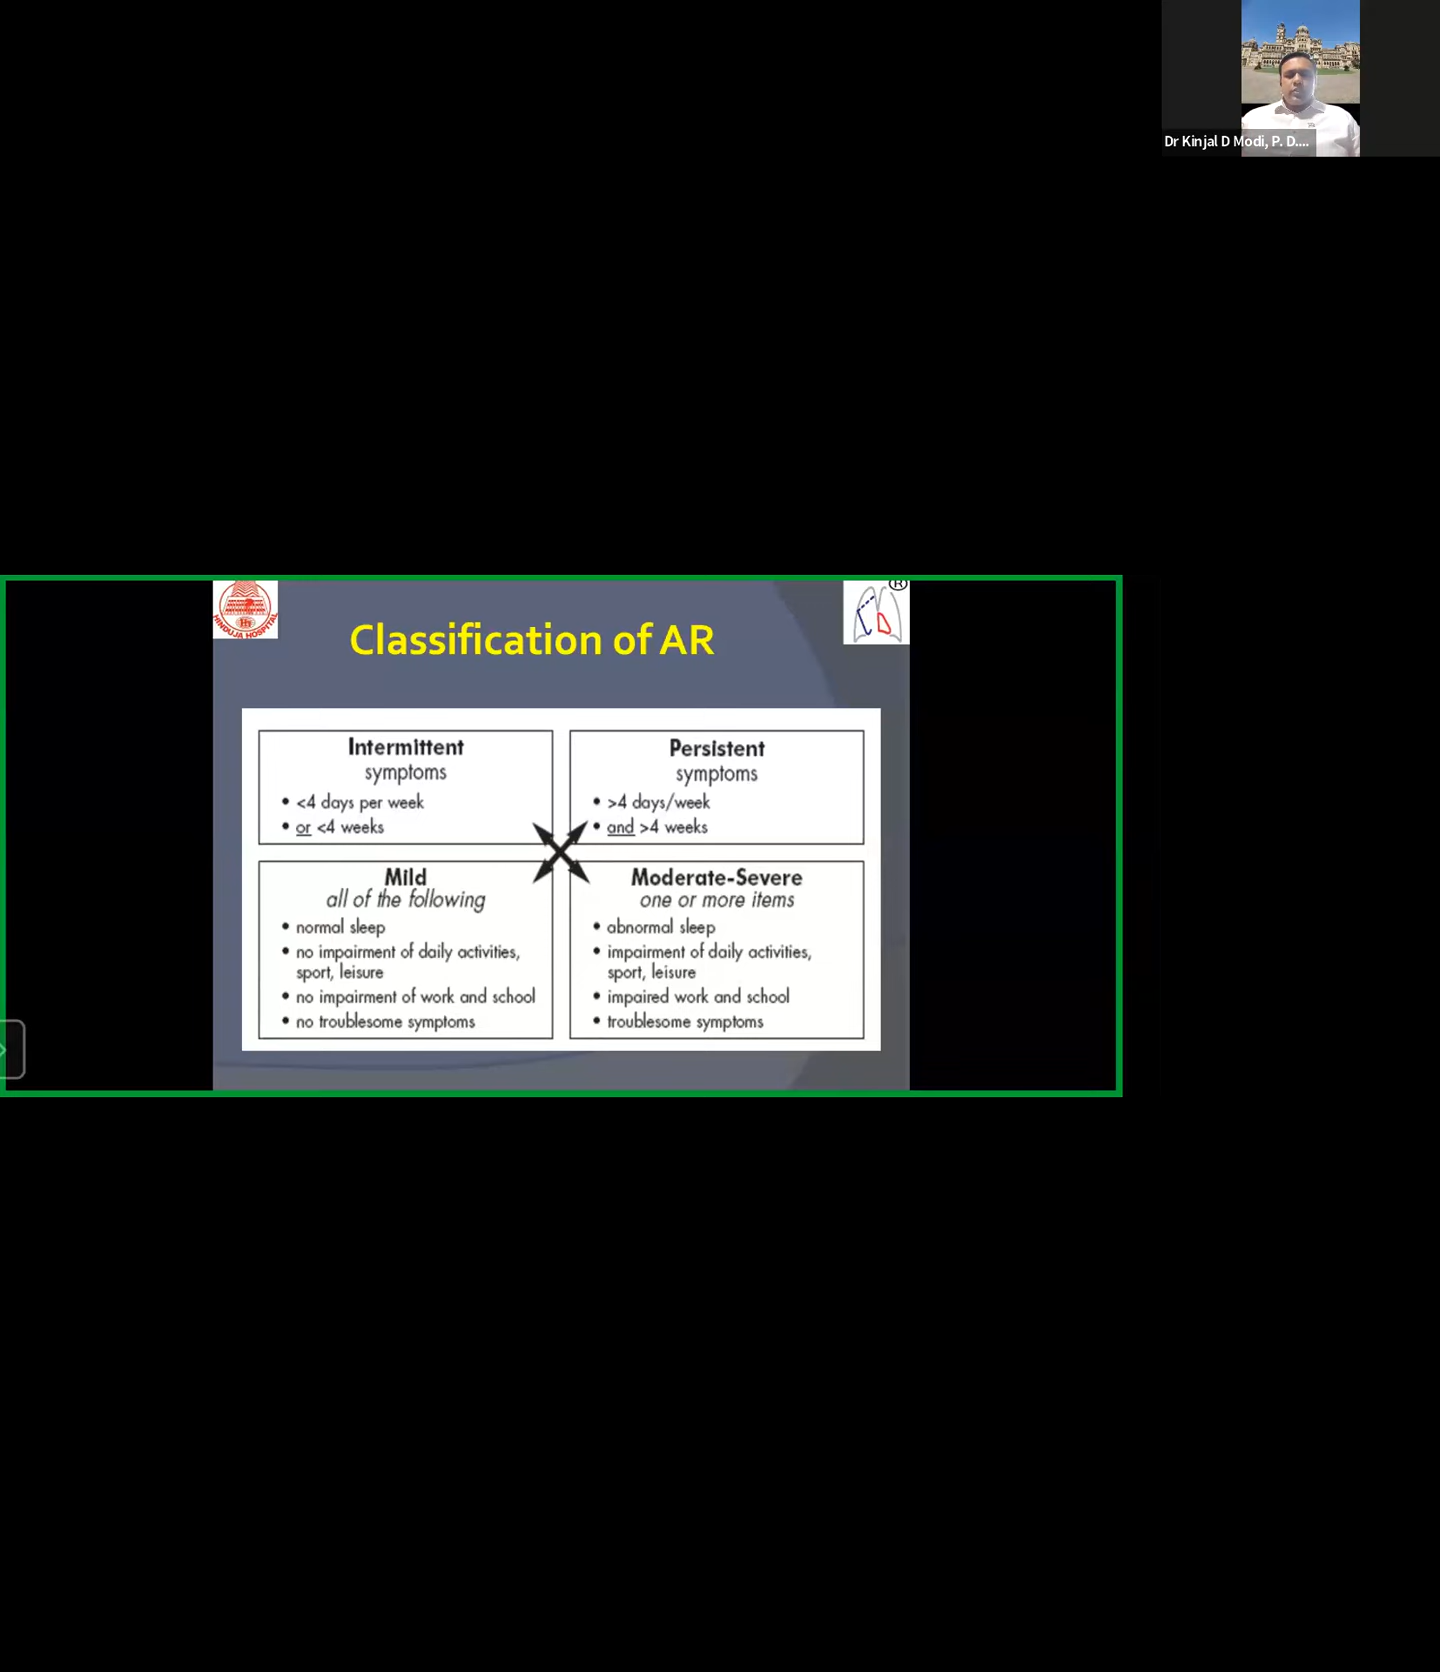 Dr Kinjal D Modi, P. D....
HINDUJA HOSPITAL
®
Classification of AR
Intermittent
symptoms
• <4 days per week
• or <4 weeks
Persistent
symptoms
• >4 days/week
• and >4 weeks
Mild
all of the following
• normal sleep
• no impairment of daily activities,
sport, leisure
• no impairment of work and school
• no troublesome symptoms
Moderate-Severe
one or more items
• abnormal sleep
• impairment of daily activities,
sport, leisure
• impaired work and school
• troublesome symptoms